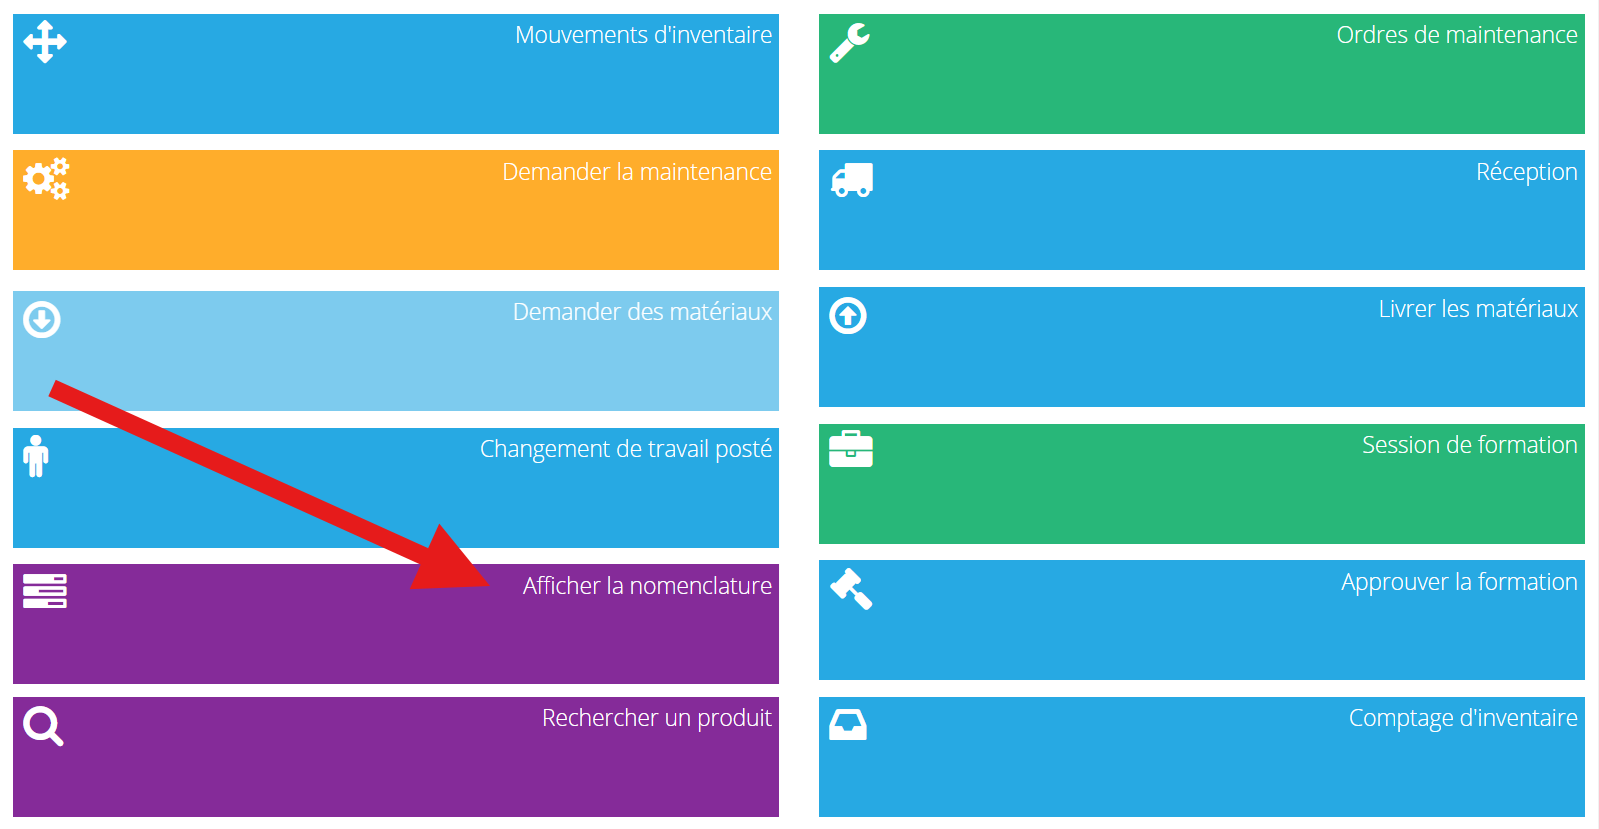 Mouvements d'inventaire
Ordres de maintenance
Demander la maintenance
Réception
Demander des matériaux
Livrer les matériaux
Changement de travail posté
Session de formation
Afficher la nomenclature
Approuver la formation
Rechercher un produit
Comptage d'inventaire